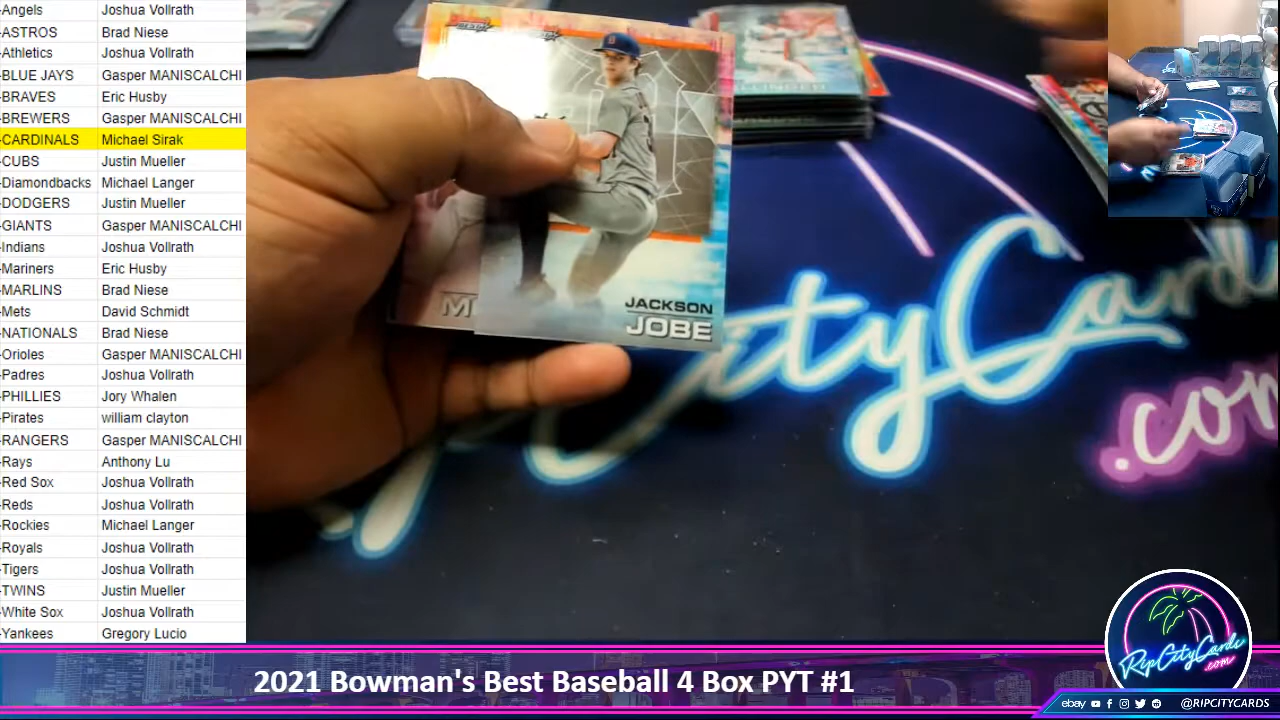 -Angels Joshua Vollrath
-ASTROS Brad Niese
-Athletics Joshua Vollrath
-BLUE JAYS Gasper MANISCALCHI
-BRAVES Eric Husby
-BREWERS Gasper MANISCALCHI
-CARDINALS Michael Sirak
-CUBS Justin Mueller
-Diamondbacks Michael Langer
-DODGERS Justin Mueller
-GIANTS Gasper MANISCALCHI
-Indians Joshua Vollrath
-Mariners Eric Husby
-MARLINS Brad Niese
-Mets David Schmidt
-NATIONALS Brad Niese
-Orioles Gasper MANISCALCHI
-Padres Joshua Vollrath
-PHILLIES Jory Whalen
-Pirates william clayton
-RANGERS Gasper MANISCALCHI
-Rays Anthony Lu
-Red Sox Joshua Vollrath
-Reds Joshua Vollrath
-Rockies Michael Langer
-Royals Joshua Vollrath
-Tigers Joshua Vollrath
-TWINS Justin Mueller
-White Sox Joshua Vollrath
-Yankees Gregory Lucio
JACKSON
JOBE
ityCards
.com
RipCityCards
.com
2021 Bowman's Best Baseball 4 Box PYT #1
ebay @RIPCITYCARDS